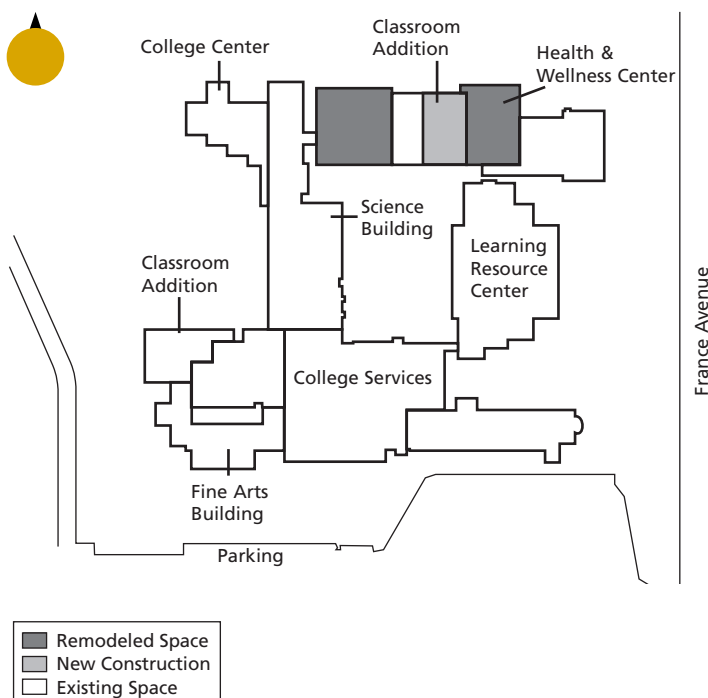 College Center
Classroom
Addition
Health &
Wellness Center
Science
Building
Learning
Resource
Center
Classroom
Addition
France Avenue
College Services
Fine Arts
Building
Parking
Remodeled Space
New Construction
Existing Space